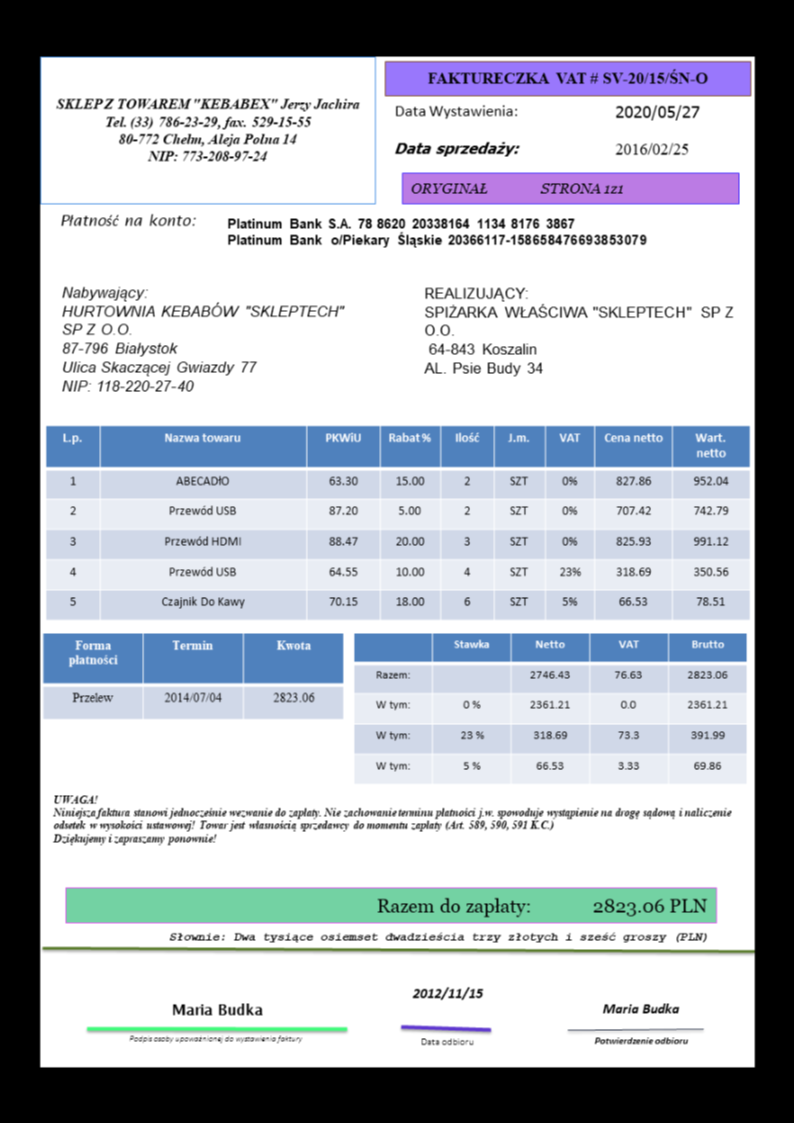 SKLEP Z TOWAREM "KEBABEX" Jerzy Jachira
Tel. (33) 786-23-29, fax. 529-15-55
80-772 Chełm, Aleja Polna 14
NIP: 773-208-97-24
FAKTURECZKA VAT # SV-20/15/ŚN-O
Data Wystawienia: 2020/05/27
Data sprzedaży: 2016/02/25
ORYGINAŁ STRONA 1z1
Płatność na konto: Platinum Bank S.A. 78 8620 20338164 1134 8176 3867
Platinum Bank o/Piekary Śląskie 20366117-158658476693853079
Nabywający:
HURTOWNIA KEBABÓW "SKLEPTECH"
SP Z O.O.
87-796 Białystok
Ulica Skaczącej Gwiazdy 77
NIP: 118-220-27-40
REALIZUJĄCY:
SPIŻARKA WŁAŚCIWA "SKLEPTECH" SP Z
O.O.
64-843 Koszalin
AL. Psie Budy 34
L.p. Nazwa towaru PKWiU Rabat% Ilość J.m. VAT Cena netto Wart. netto
1 ABECADłO 63.30 15.00 2 SZT 0% 827.86 952.04
2 Przewód USB 87.20 5.00 2 SZT 0% 707.42 742.79
3 Przewód HDMI 88.47 20.00 3 SZT 0% 825.93 991.12
4 Przewód USB 64.55 10.00 4 SZT 23% 318.69 350.56
5 Czajnik Do Kawy 70.15 18.00 6 SZT 5% 66.53 78.51
Forma płatności Termin Kwota
Przelew 2014/07/04 2823.06
Stawka Netto VAT Brutto
Razem: 2746.43 76.63 2823.06
W tym: 0 % 2361.21 0.0 2361.21
W tym: 23 % 318.69 73.3 391.99
W tym: 5 % 66.53 3.33 69.86
UWAGA!
Niniejsza faktura stanowi jednocześnie wezwanie do zapłaty. Nie zachowanie terminu płatności j.w. spowoduje wystąpienie na drogę sądową i naliczenie
odsetek w wysokości ustawowej! Towar jest własnością sprzedawcy do momentu zapłaty (Art. 589, 590, 591 K.C.)
Dziękujemy i zapraszamy ponownie!
Razem do zapłaty: 2823.06 PLN
Słownie: Dwa tysiące osiemset dwadzieścia trzy złotych i sześć groszy (PLN)
Maria Budka
Podpis osoby upoważnionej do wystawienia faktury
2012/11/15
Data odbioru
Maria Budka
Potwierdzenie odbioru